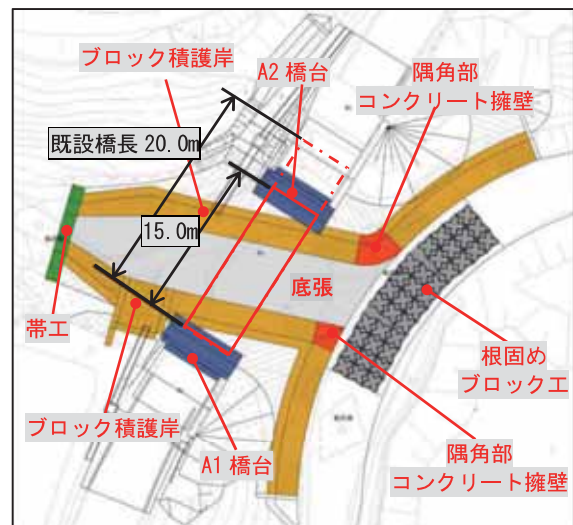 ブロック積護岸
A2 橋台
隅角部
コンクリート擁壁
既設橋長 20.0m
15.0m
底張
帯工
根固め
ブロック工
ブロック積護岸
A1 橋台
隅角部
コンクリート擁壁